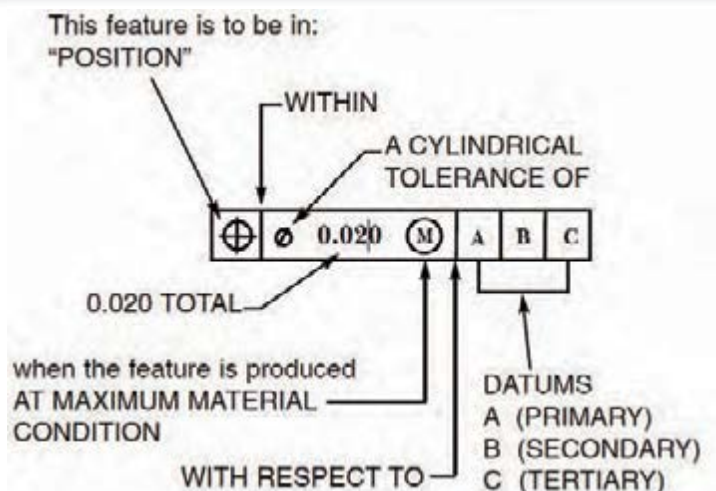 This feature is to be in:
"POSITION"
WITHIN
A CYLINDRICAL
TOLERANCE OF
⌖ ⌀ 0.020 Ⓜ A B C
0.020 TOTAL
when the feature is produced
AT MAXIMUM MATERIAL
CONDITION
DATUMS
A (PRIMARY)
B (SECONDARY)
C (TERTIARY)
WITH RESPECT TO